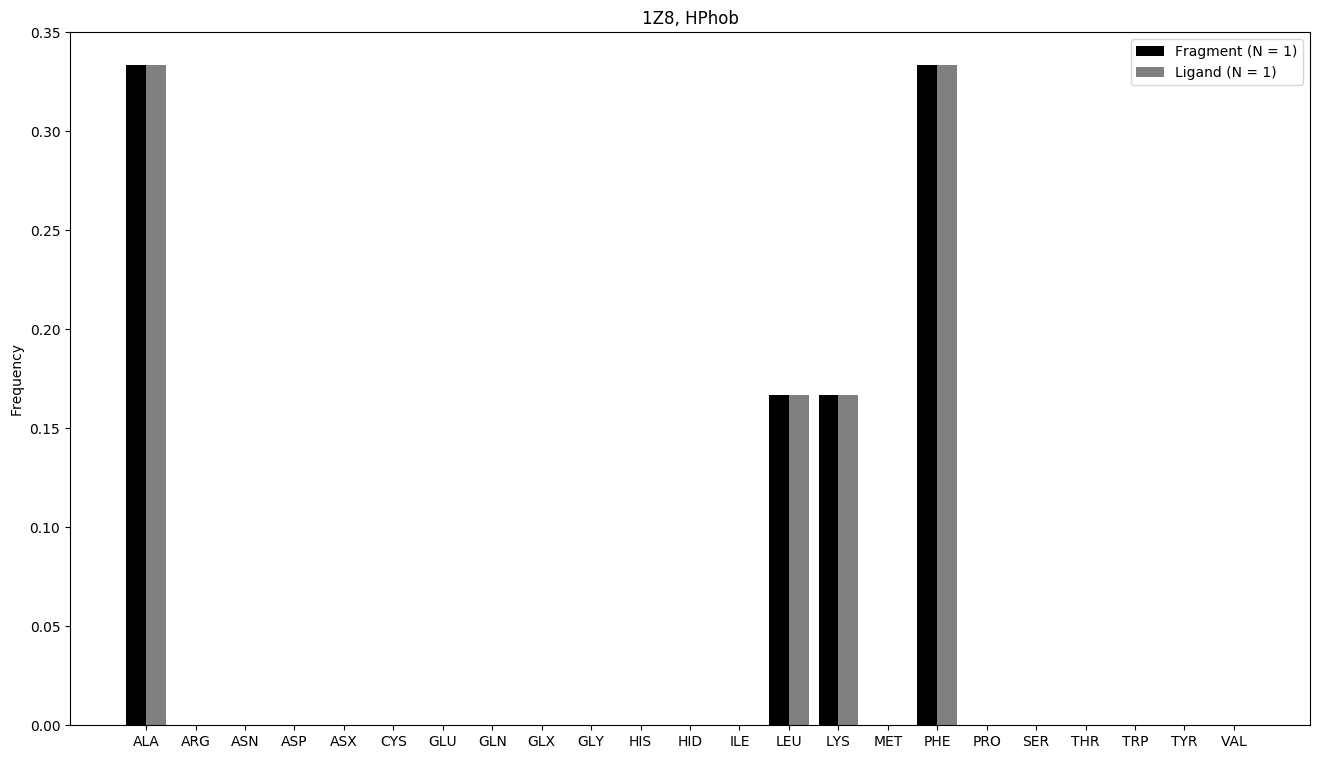 1Z8, HPhob
Fragment (N = 1)
Ligand (N = 1)
Frequency
0.35
0.30
0.25
0.20
0.15
0.10
0.05
0.00
ALA ARG ASN ASP ASX CYS GLU GLN GLX GLY HIS HID ILE LEU LYS MET PHE PRO SER THR TRP TYR VAL